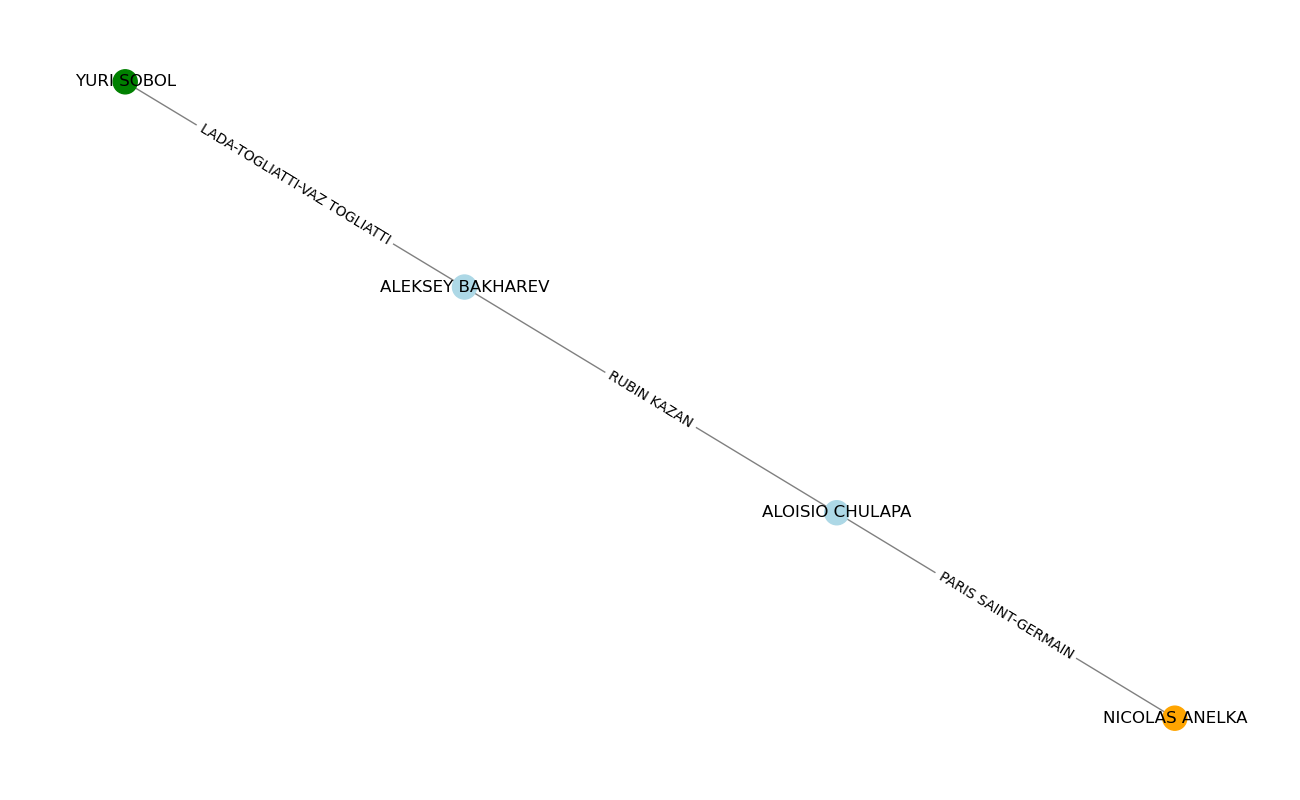 YURI SOBOL
LADA-TOGLIATTI-VAZ TOGLIATTI
ALEKSEY BAKHAREV
RUBIN KAZAN
ALOISIO CHULAPA
PARIS SAINT-GERMAIN
NICOLAS ANELKA